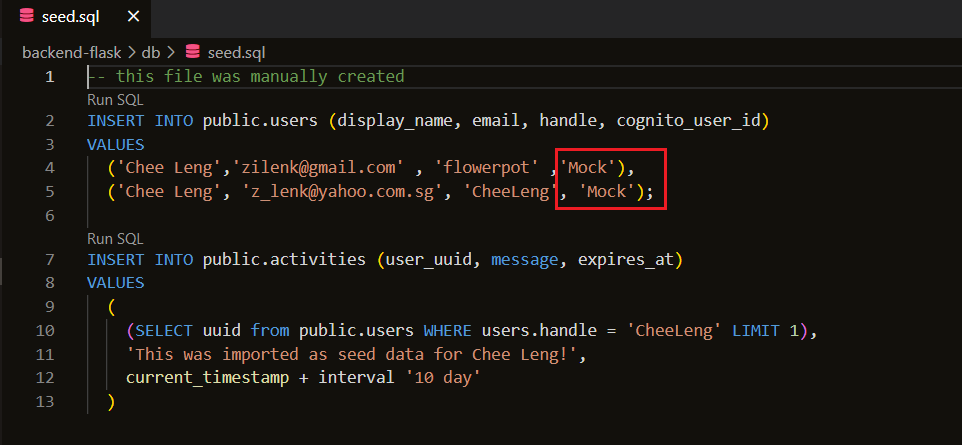 seed.sql ×
backend-flask > db > seed.sql
1 -- this file was manually created
Run SQL
2 INSERT INTO public.users (display_name, email, handle, cognito_user_id)
3 VALUES
4 ('Chee Leng','zilenk@gmail.com' , 'flowerpot' ,'Mock'),
5 ('Chee Leng', 'z_lenk@yahoo.com.sg', 'CheeLeng', 'Mock');
6
Run SQL
7 INSERT INTO public.activities (user_uuid, message, expires_at)
8 VALUES
9 (
10 (SELECT uuid from public.users WHERE users.handle = 'CheeLeng' LIMIT 1),
11 'This was imported as seed data for Chee Leng!',
12 current_timestamp + interval '10 day'
13 )